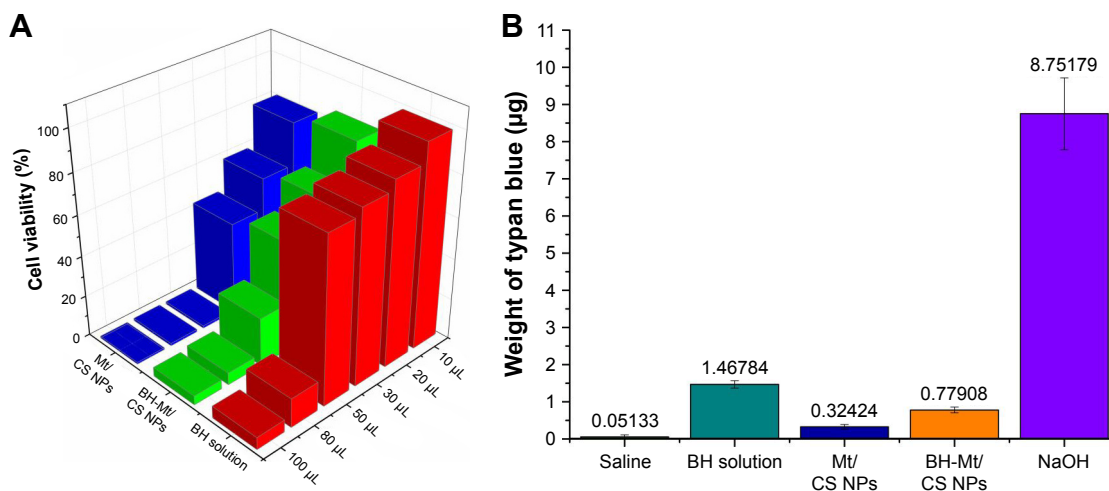 A
Cell viability (%)
100
80
60
40
20
0
Mt/
CS NPs
BH-Mt/
CS NPs
BH solution
100 µL
80 µL
50 µL
30 µL
20 µL
10 µL
B
Weight of typan blue (µg)
11
10
9
8
7
6
5
4
3
2
1
0
0.05133
1.46784
0.32424
0.77908
8.75179
Saline
BH solution
Mt/
CS NPs
BH-Mt/
CS NPs
NaOH